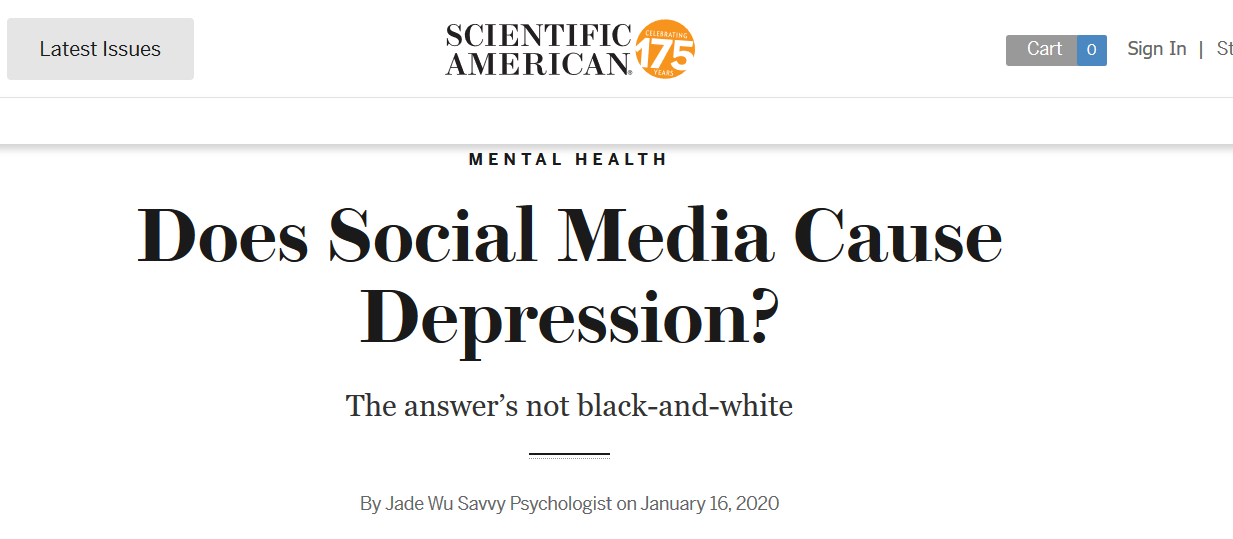 Latest Issues
SCIENTIFIC
AMERICAN®
CELEBRATING
175
YEARS
Cart 0
Sign In | St
MENTAL HEALTH
Does Social Media Cause
Depression?
The answer’s not black-and-white
By Jade Wu Savvy Psychologist on January 16, 2020